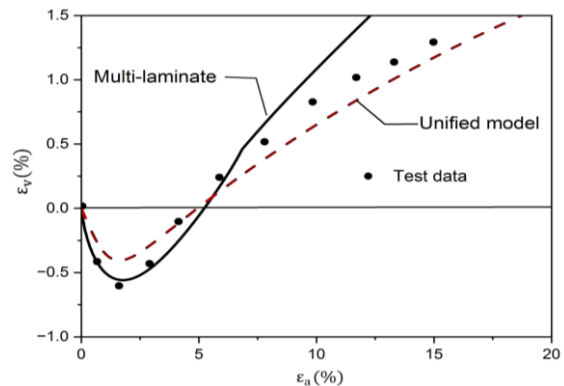 1.5
Multi-laminate
1.0
Unified model
0.5
Test data
εv(%)
0.0
−0.5
−1.0
0 5 10 15 20
εa(%)